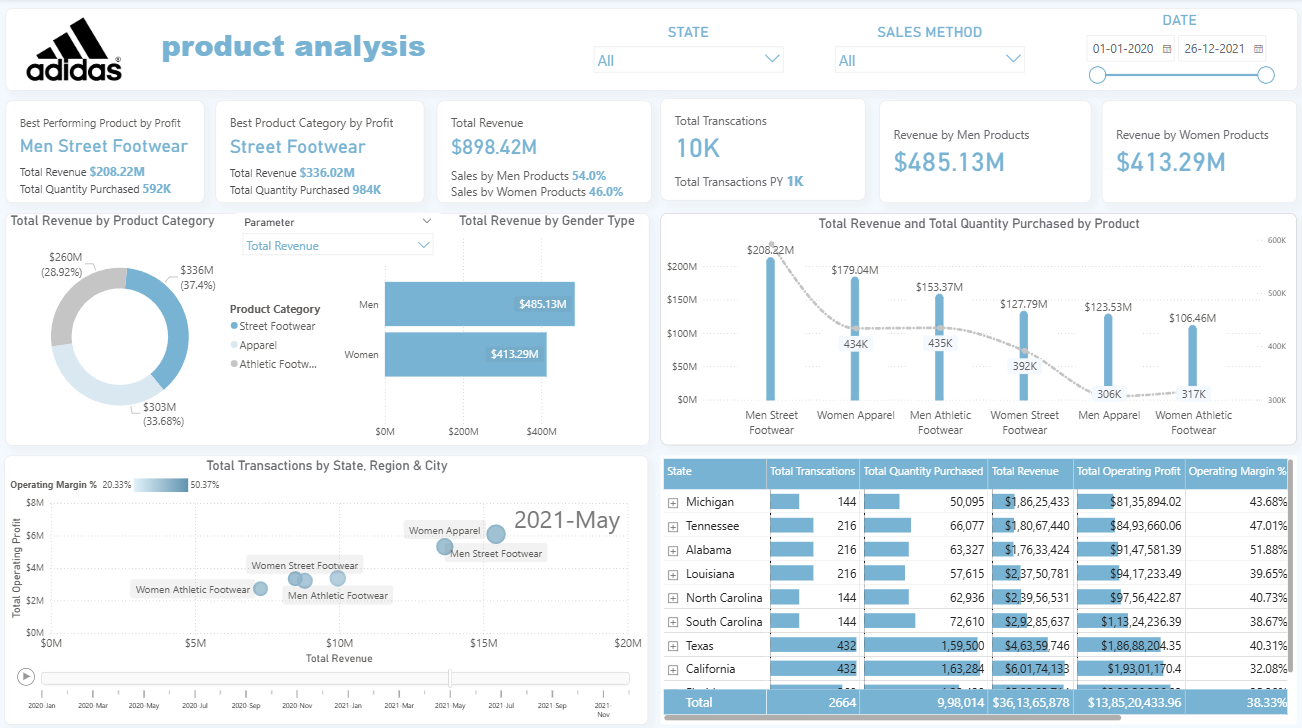 adidas
®
product analysis
STATE
All
SALES METHOD
All
DATE
01-01-2020
26-12-2021
Best Performing Product by Profit
Men Street Footwear
Total Revenue $208.22M
Total Quantity Purchased 592K
Best Product Category by Profit
Street Footwear
Total Revenue $336.02M
Total Quantity Purchased 984K
Total Revenue
$898.42M
Sales by Men Products 54.0%
Sales by Women Products 46.0%
Total Transcations
10K
Total Transactions PY 1K
Revenue by Men Products
$485.13M
Revenue by Women Products
$413.29M
Total Revenue by Product Category
$260M
(28.92%)
$336M
(37.4%)
$303M
(33.68%)
Parameter
Total Revenue
Product Category
Street Footwear
Apparel
Athletic Footw...
Total Revenue by Gender Type
Men
$485.13M
Women
$413.29M
$0M $200M $400M
Total Revenue and Total Quantity Purchased by Product
$200M
$150M
$100M
$50M
$0M
600K
500K
400K
300K
$208.22M
$179.04M
$153.37M
$127.79M
$123.53M
$106.46M
434K
435K
392K
306K
317K
Men Street
Footwear
Women Apparel
Men Athletic
Footwear
Women Street
Footwear
Men Apparel
Women Athletic
Footwear
Total Transactions by State, Region & City
Operating Margin % 20.33% 50.37%
Total Operating Profit
$8M
$6M
$4M
$2M
$0M
2021-May
Women Apparel
Men Street Footwear
Women Street Footwear
Women Athletic Footwear
Men Athletic Footwear
$0M $5M $10M $15M $20M
Total Revenue
2020-Jan 2020-Mar 2020-May 2020-Jul 2020-Sep 2020-Nov 2021-Jan 2021-Mar 2021-May 2021-Jul 2021-Sep 2021-
Nov
State Total Transcations Total Quantity Purchased Total Revenue Total Operating Profit Operating Margin %
Michigan 144 50,095 $1,86,25,433 $81,35,894.02 43.68%
Tennessee 216 66,077 $1,80,67,440 $84,93,660.06 47.01%
Alabama 216 63,327 $1,76,33,424 $91,47,581.39 51.88%
Louisiana 216 57,615 $2,37,50,781 $94,17,233.49 39.65%
North Carolina 144 62,936 $2,39,56,531 $97,56,422.87 40.73%
South Carolina 144 72,610 $2,92,85,637 $1,13,24,236.39 38.67%
Texas 432 1,59,500 $4,63,59,746 $1,86,88,204.35 40.31%
California 432 1,63,284 $6,01,74,133 $1,93,01,170.4 32.08%
Total 2664 9,98,014 $36,13,65,878 $13,85,20,433.96 38.33%